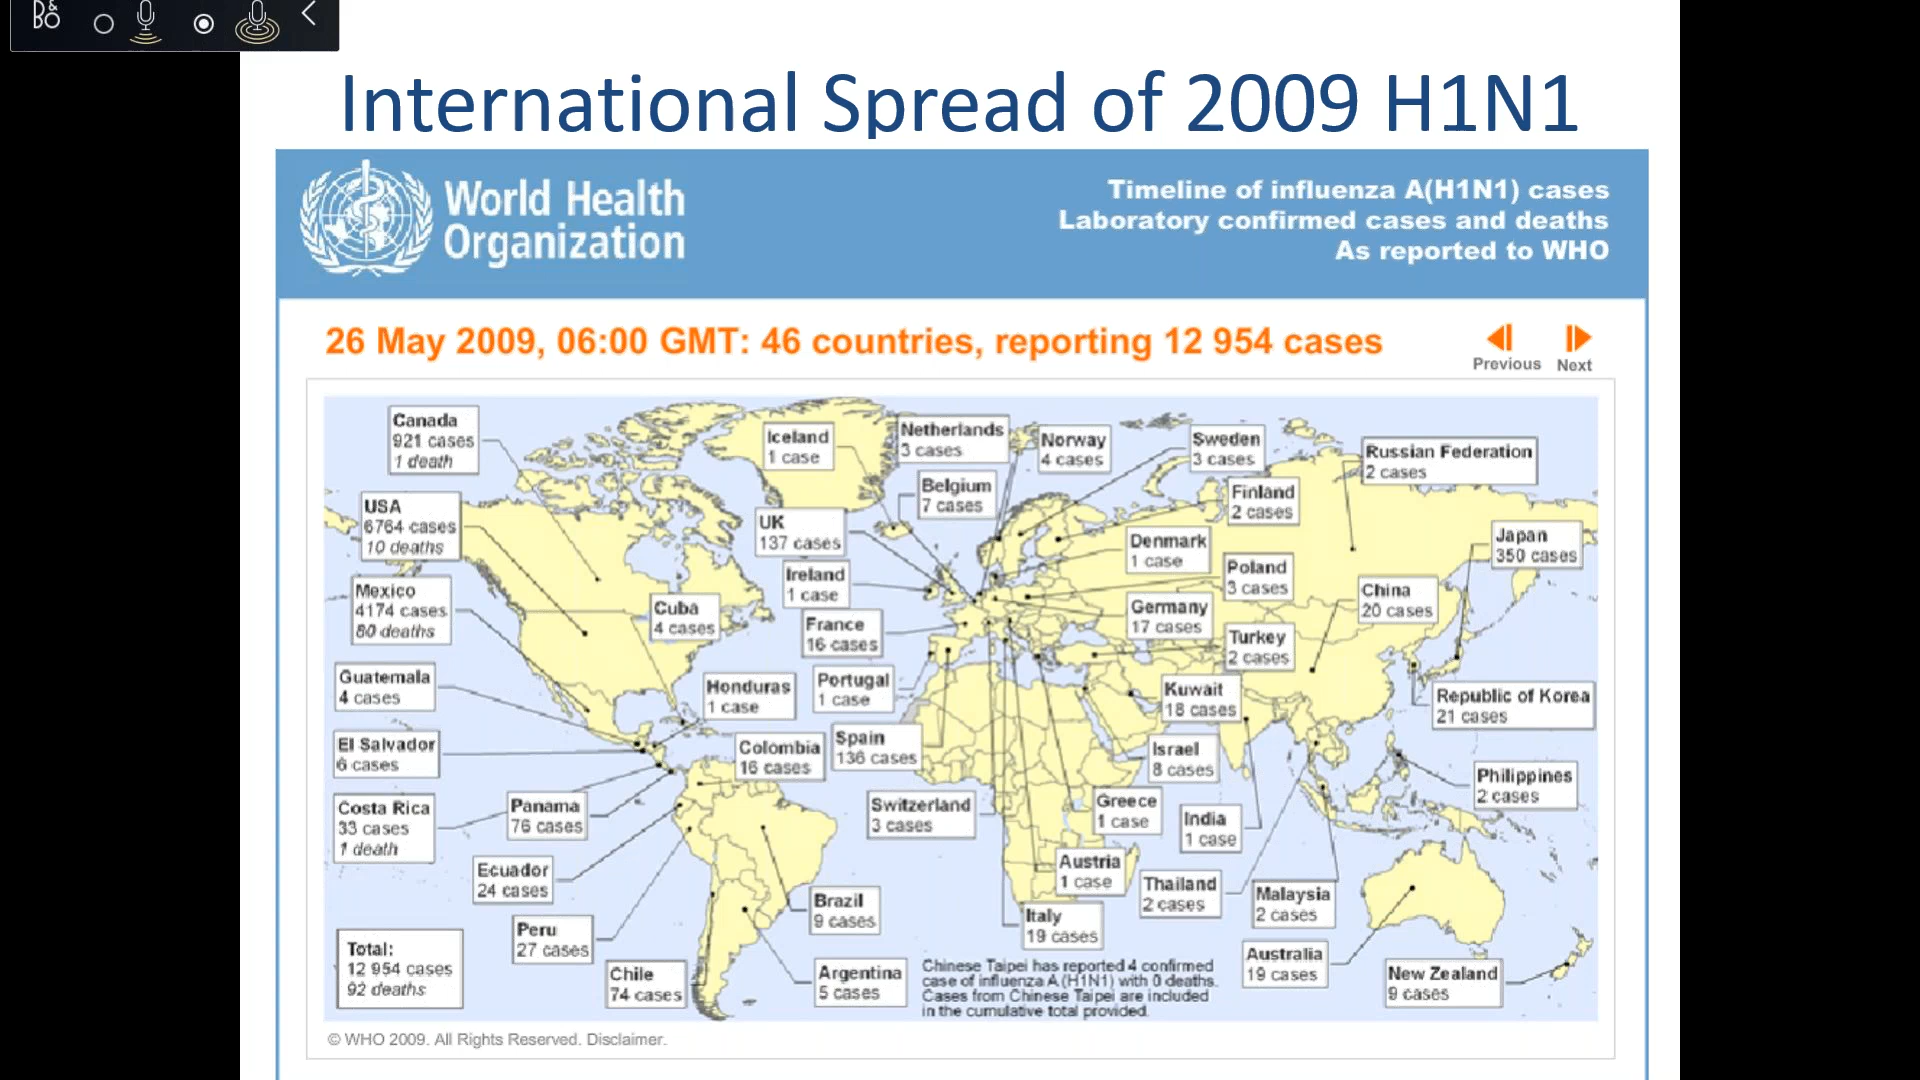 B&O
International Spread of 2009 H1N1
World Health
Organization
Timeline of influenza A(H1N1) cases
Laboratory confirmed cases and deaths
As reported to WHO
26 May 2009, 06:00 GMT: 46 countries, reporting 12 954 cases
Previous
Next
Canada
921 cases
1 death
Iceland
1 case
Netherlands
3 cases
Norway
4 cases
Sweden
3 cases
Russian Federation
2 cases
Belgium
7 cases
Finland
2 cases
USA
6764 cases
10 deaths
UK
137 cases
Denmark
1 case
Japan
350 cases
Ireland
1 case
Poland
3 cases
Mexico
4174 cases
80 deaths
Cuba
4 cases
France
16 cases
Germany
17 cases
China
20 cases
Turkey
2 cases
Guatemala
4 cases
Honduras
1 case
Portugal
1 case
Kuwait
18 cases
Republic of Korea
21 cases
El Salvador
6 cases
Colombia
16 cases
Spain
136 cases
Israel
8 cases
Philippines
2 cases
Costa Rica
33 cases
1 death
Panama
76 cases
Switzerland
3 cases
Greece
1 case
India
1 case
Ecuador
24 cases
Austria
1 case
Thailand
2 cases
Malaysia
2 cases
Brazil
9 cases
Italy
19 cases
Peru
27 cases
Total:
12 954 cases
92 deaths
Chile
74 cases
Argentina
5 cases
Chinese Taipei has reported 4 confirmed
case of influenza A (H1N1) with 0 deaths.
Cases from Chinese Taipei are included
in the cumulative total provided.
Australia
19 cases
New Zealand
9 cases
© WHO 2009. All Rights Reserved. Disclaimer.